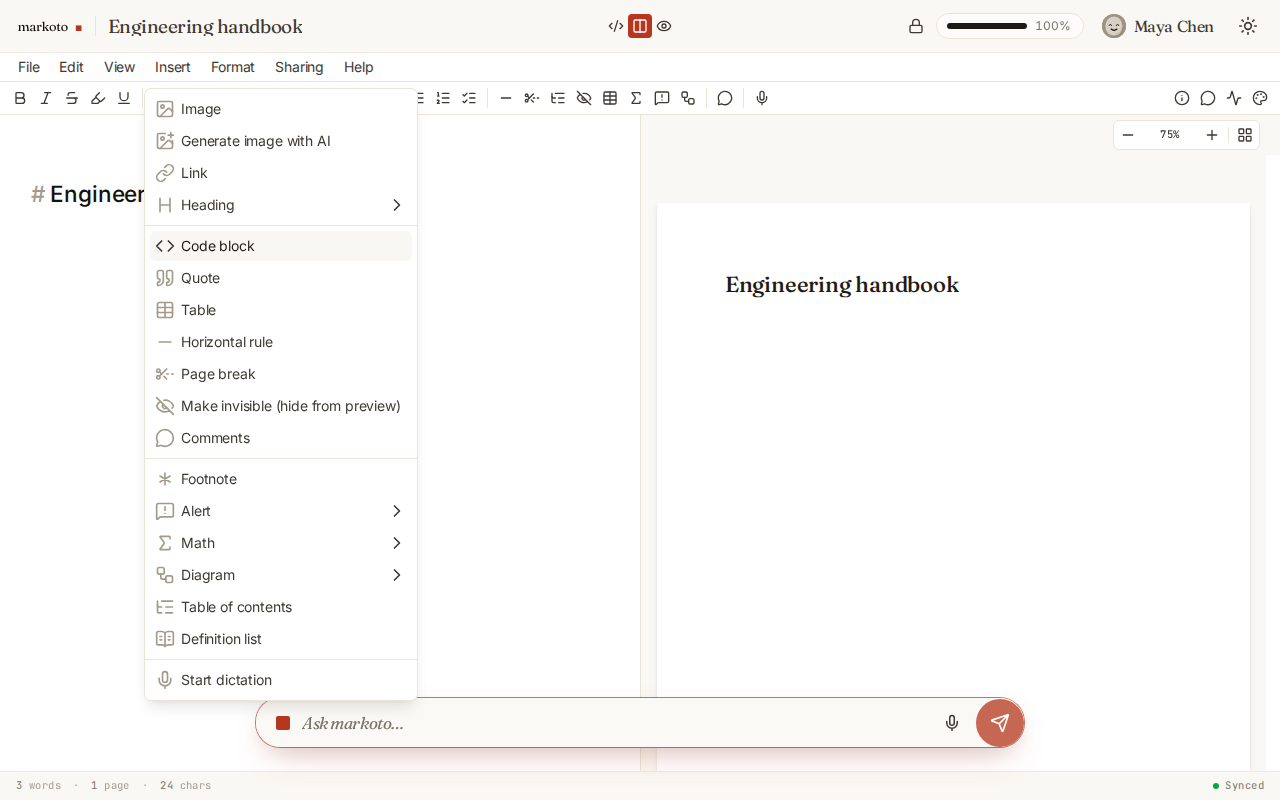 markoto
Engineering handbook
100%
Maya Chen
File Edit View Insert Format Sharing Help
75%
Image
Generate image with AI
Link
Heading
Code block
Quote
Table
Horizontal rule
Page break
Make invisible (hide from preview)
Comments
Footnote
Alert
Math
Diagram
Table of contents
Definition list
Start dictation
# Engineer
Engineering handbook
Ask markoto...
3 words · 1 page · 24 chars
Synced